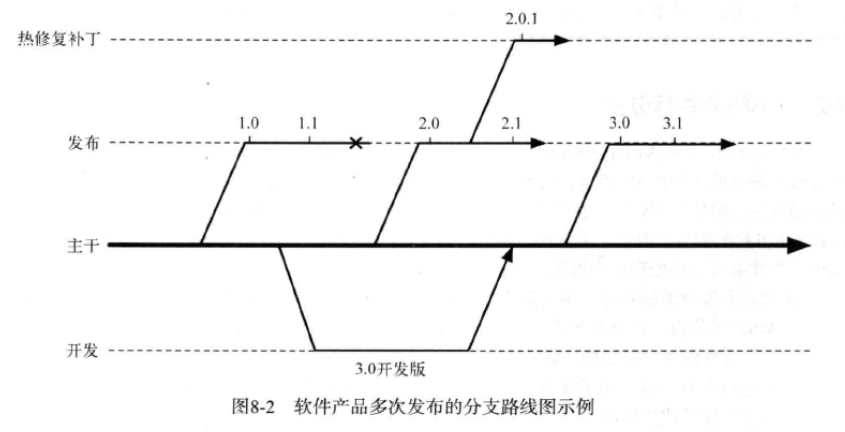 2.0.1
热修复补丁
1.0 1.1 2.0 2.1 3.0 3.1
发布
主干
开发
3.0开发版
图8-2 软件产品多次发布的分支路线图示例